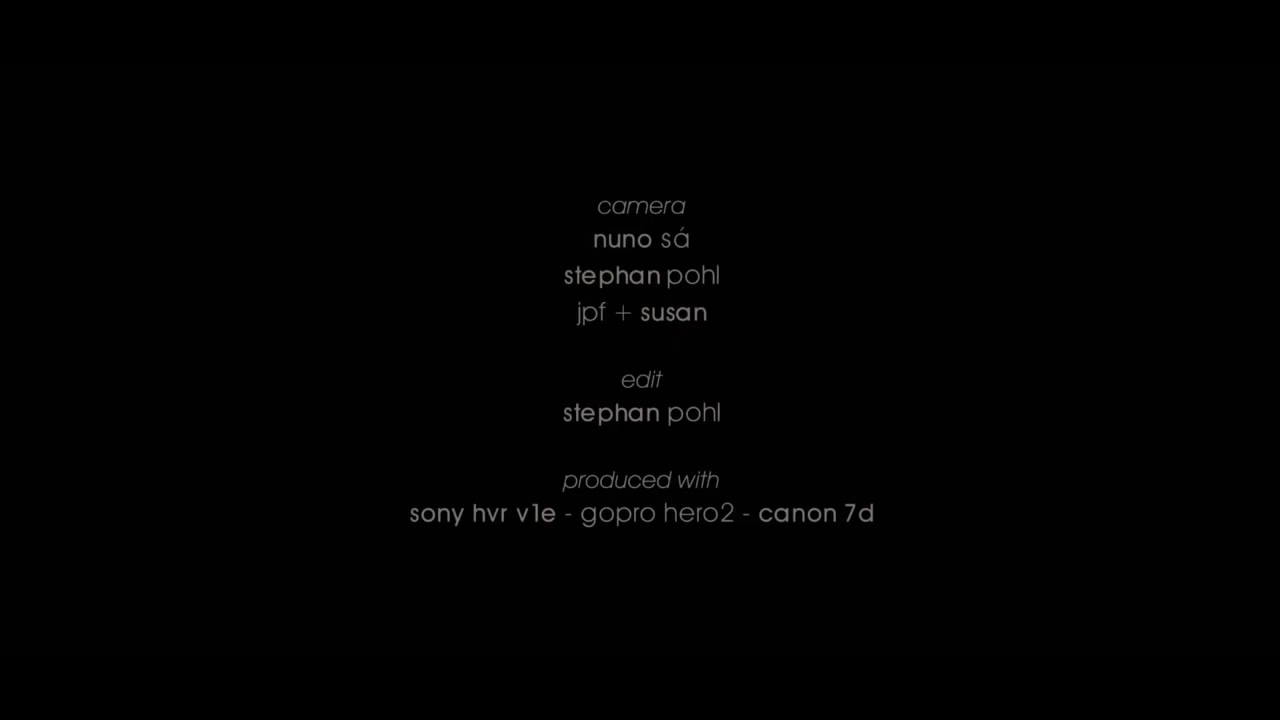 camera
nuno sá
stephan pohl
jpf + susan
edit
stephan pohl
produced with
sony hvr v1e - gopro hero2 - canon 7d